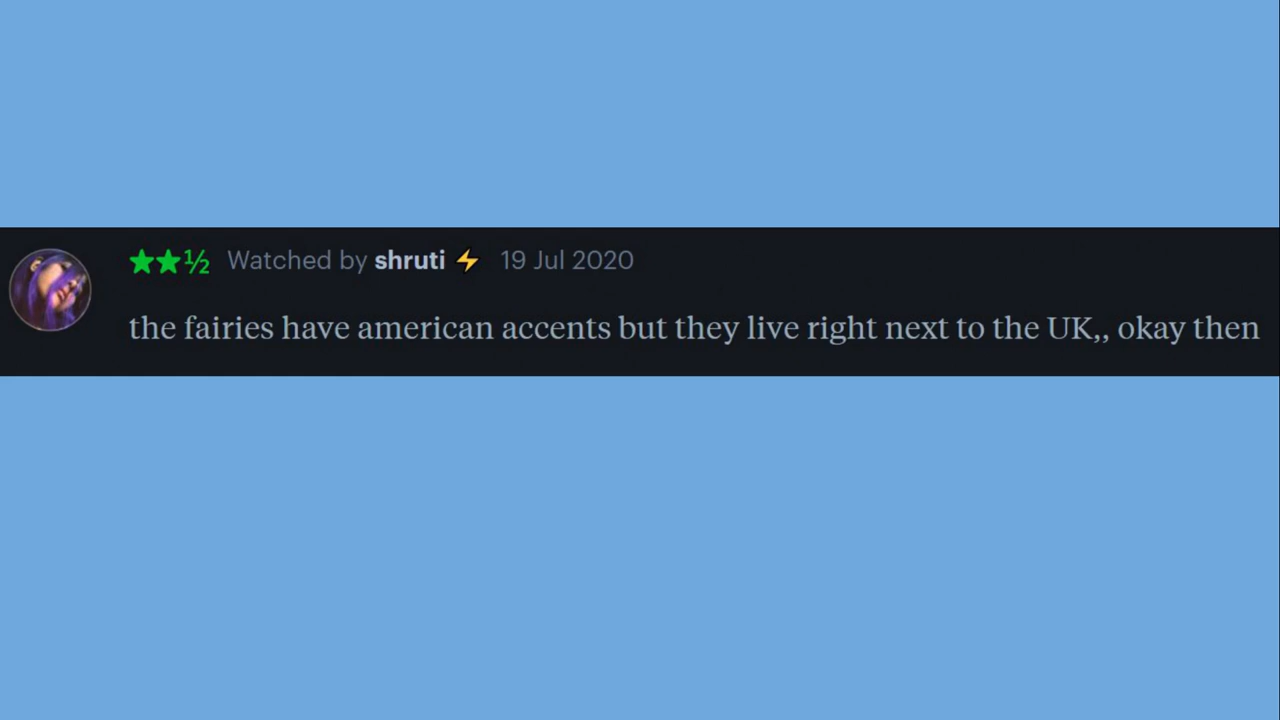 ★★½ Watched by shruti ⚡ 19 Jul 2020
the fairies have american accents but they live right next to the UK,, okay then